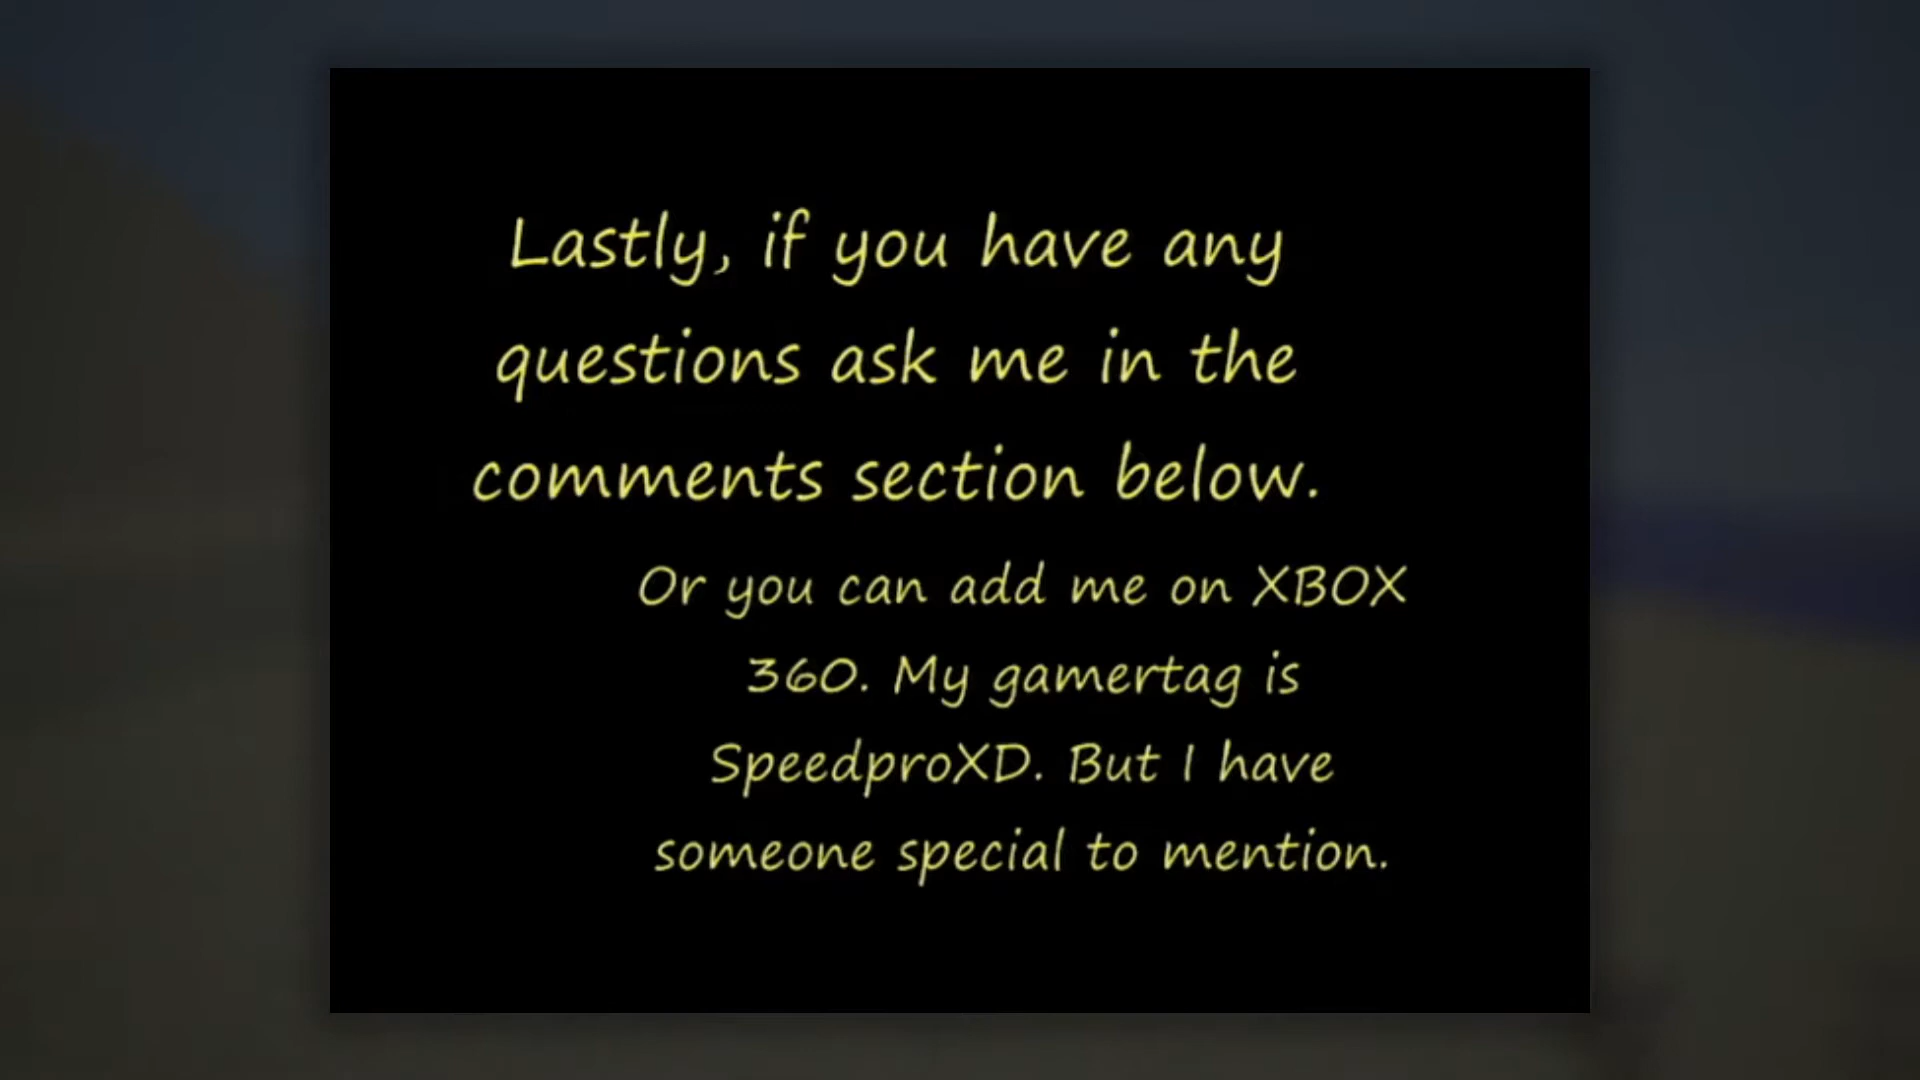 Lastly, if you have any
questions ask me in the
comments section below.
Or you can add me on XBOX
360. My gamertag is
SpeedproXD. But I have
someone special to mention.